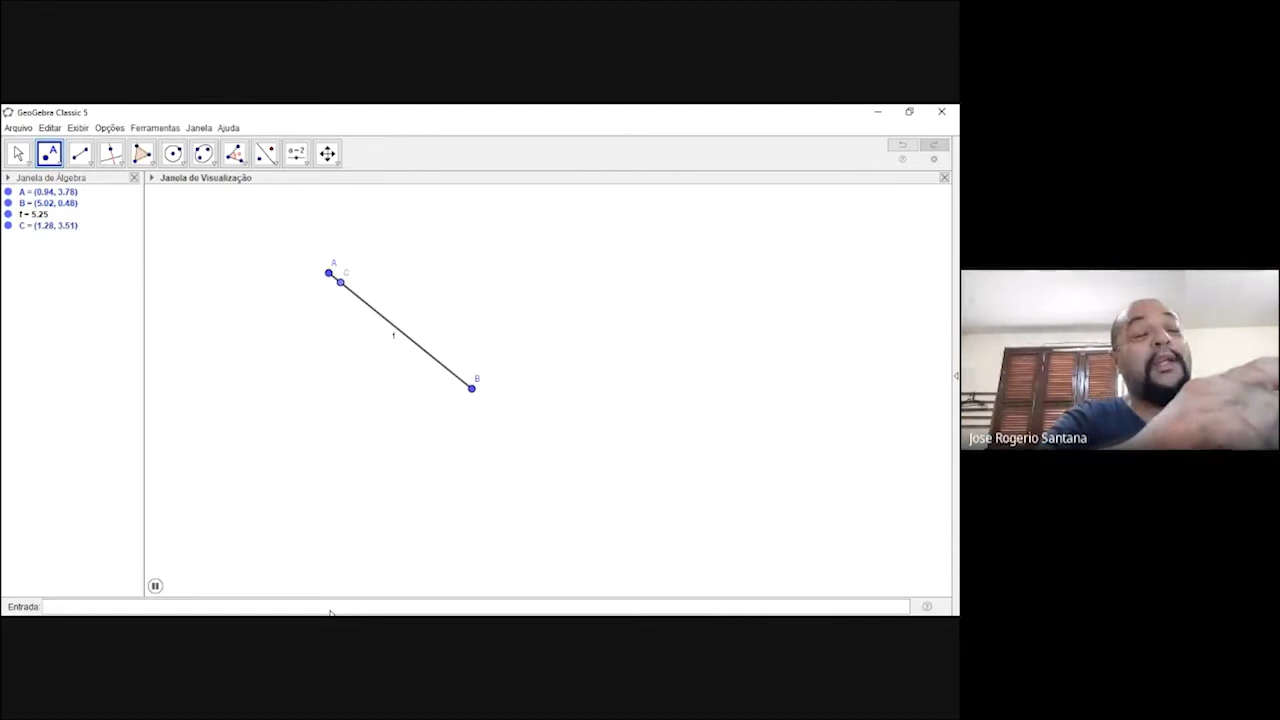 GeoGebra Classic 5
Arquivo Editar Exibir Opções Ferramentas Janela Ajuda
A
a=2
Janela de Álgebra
Janela de Visualização
A = (0.94, 3.78)
B = (5.02, 0.48)
f = 5.25
C = (1.28, 3.51)
A
C
f
B
Entrada:
Jose Rogerio Santana